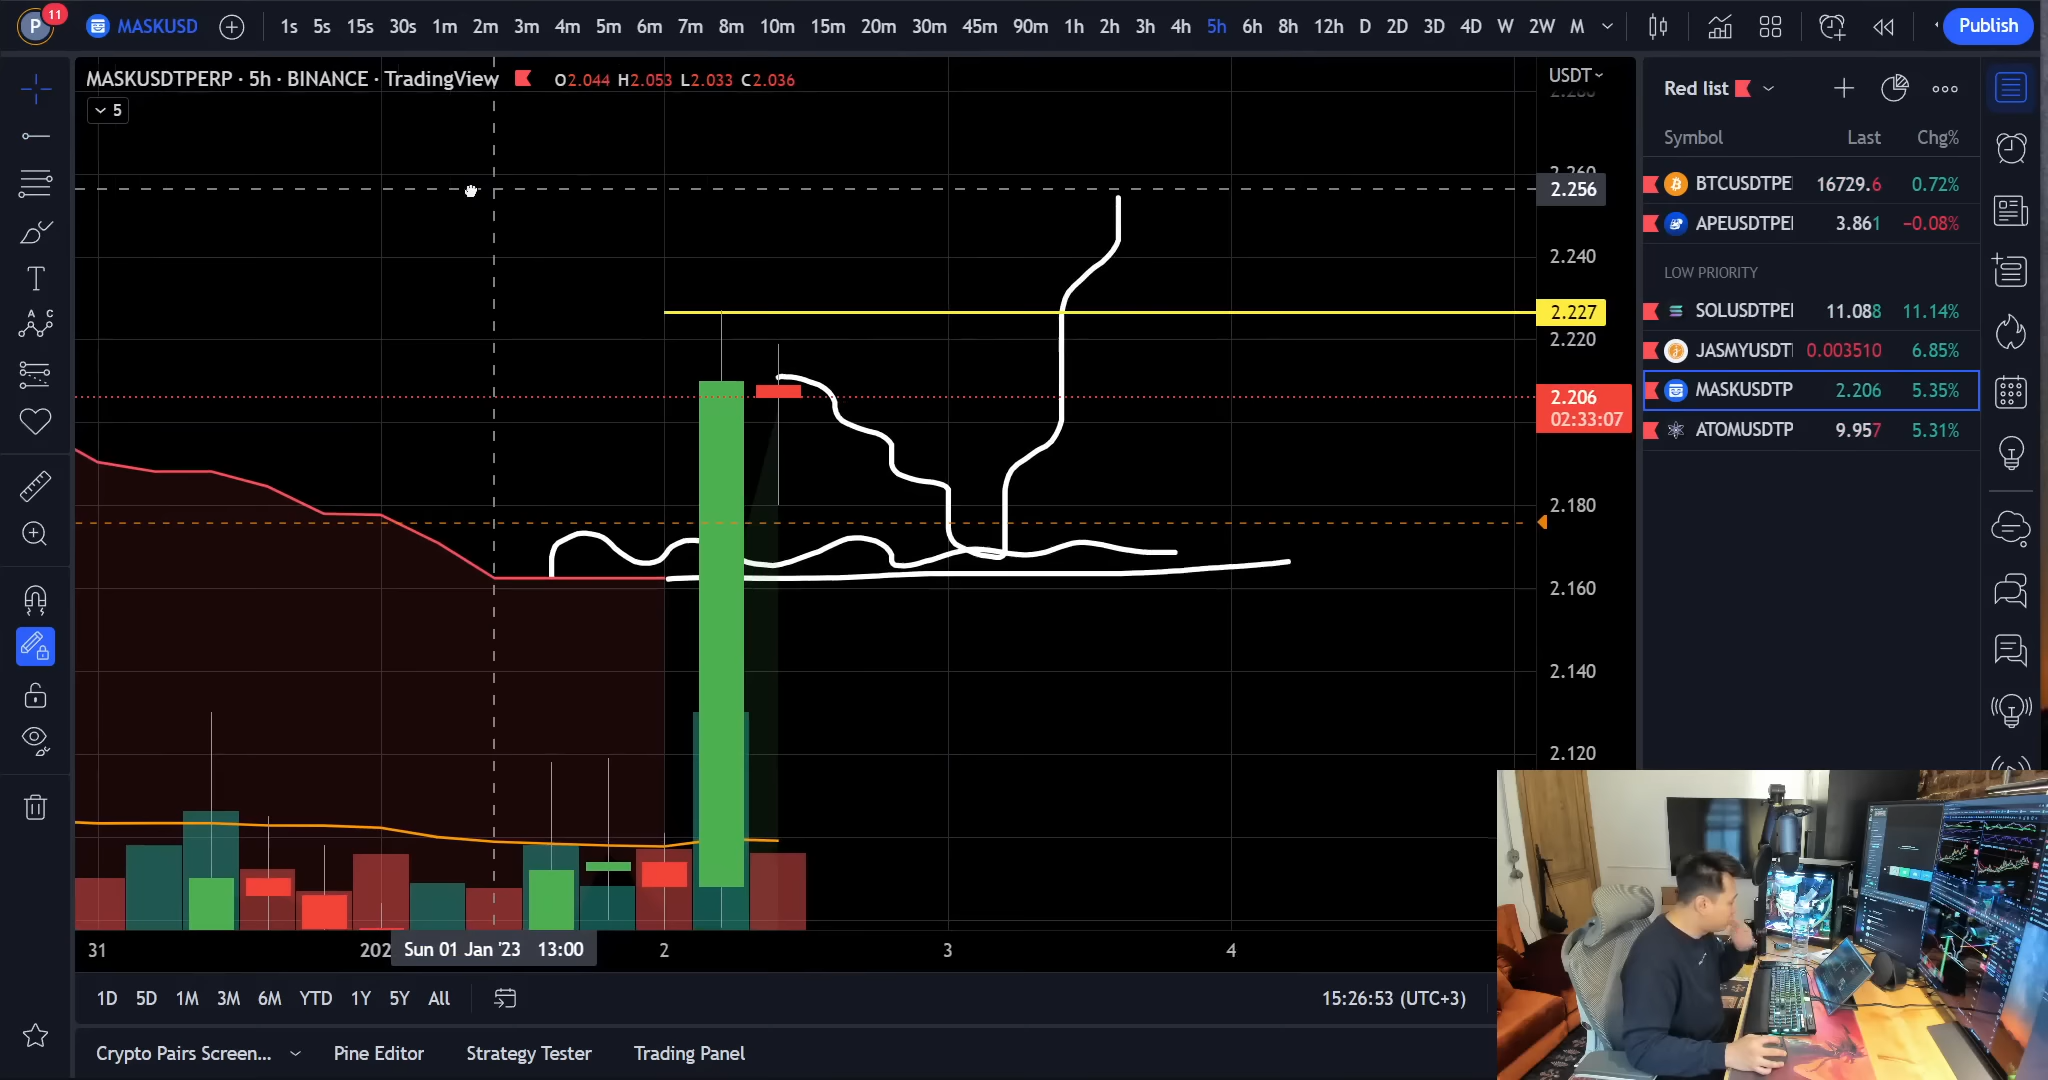 P 11 MASKUSD 1s 5s 15s 30s 1m 2m 3m 4m 5m 6m 7m 8m 10m 15m 20m 30m 45m 90m 1h 2h 3h 4h 5h 6h 8h 12h D 2D 3D 4D W 2W M Publish
MASKUSDTPERP · 5h · BINANCE · TradingView O2.044 H2.053 L2.033 C2.036
5
USDT
2.280
2.260
2.256
2.240
2.227
2.220
2.206
02:33:07
2.180
2.160
2.140
2.120
Red list
Symbol Last Chg%
BTCUSDTPE 16729.6 0.72%
APEUSDTPE 3.861 −0.08%
LOW PRIORITY
SOLUSDTPE 11.088 11.14%
JASMYUSDT 0.003510 6.85%
MASKUSDTP 2.206 5.35%
ATOMUSDTP 9.957 5.31%
31 202 Sun 01 Jan '23 13:00 2 3 4
1D 5D 1M 3M 6M YTD 1Y 5Y All 15:26:53 (UTC+3)
Crypto Pairs Screen... Pine Editor Strategy Tester Trading Panel
T
A C